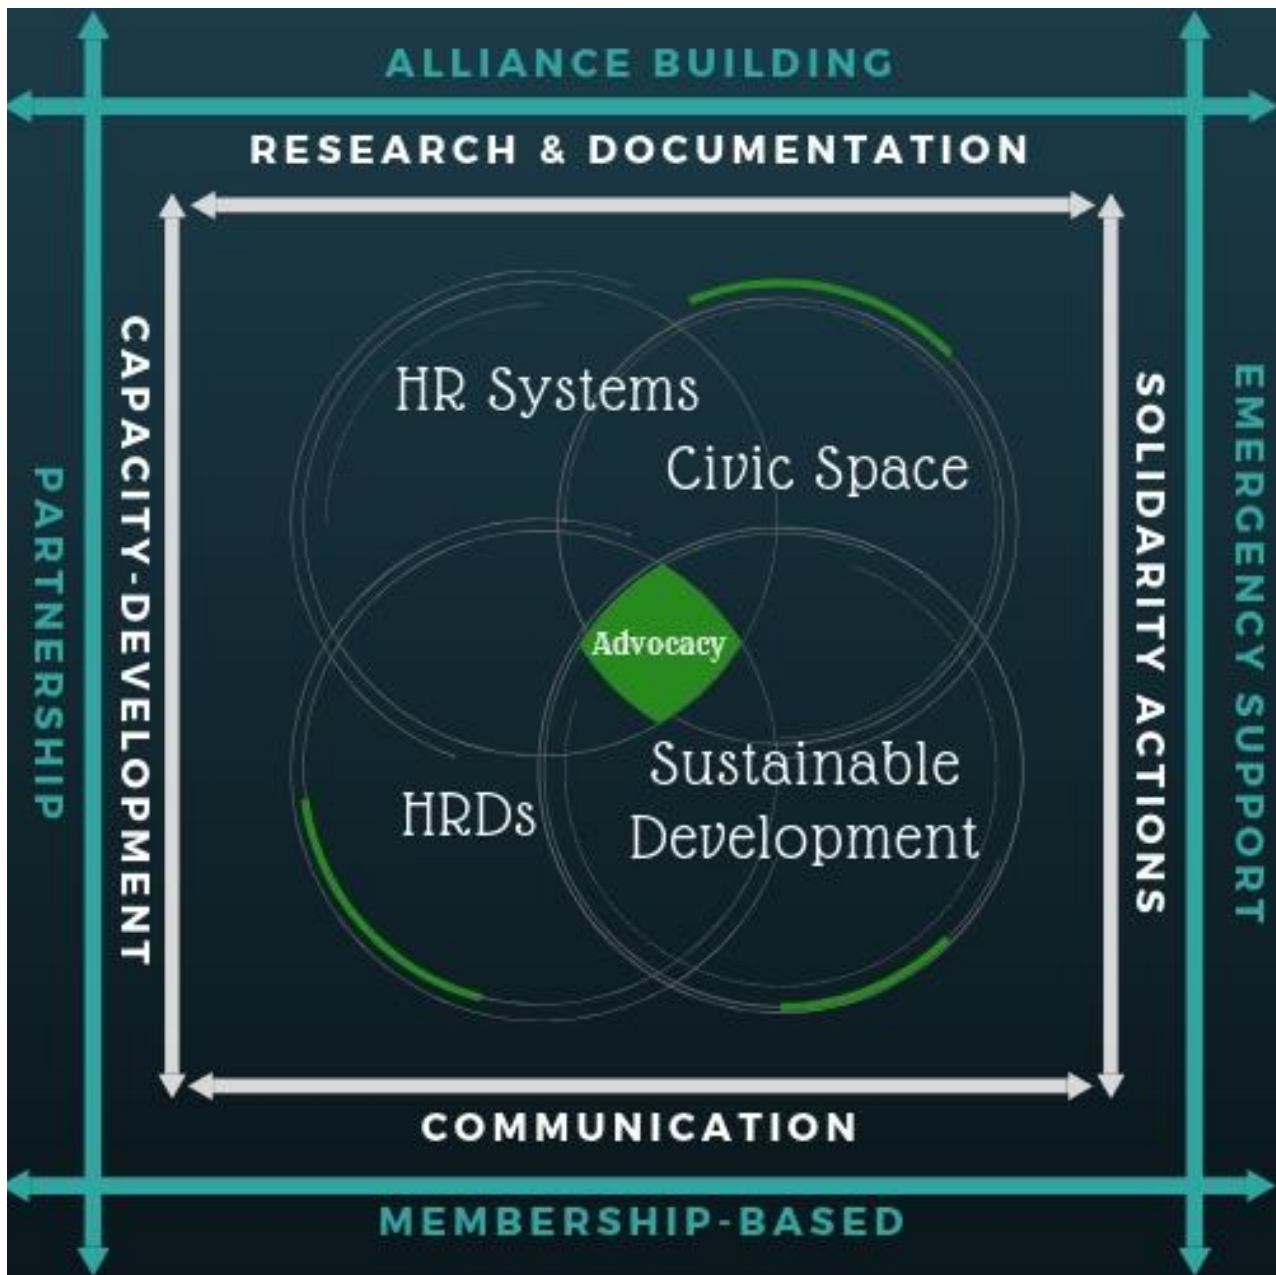 ALLIANCE BUILDING
RESEARCH & DOCUMENTATION
PARTNERSHIP
CAPACITY-DEVELOPMENT
HR Systems
Civic Space
Advocacy
HRDs
Sustainable
Development
SOLIDARITY ACTIONS
EMERGENCY SUPPORT
COMMUNICATION
MEMBERSHIP-BASED